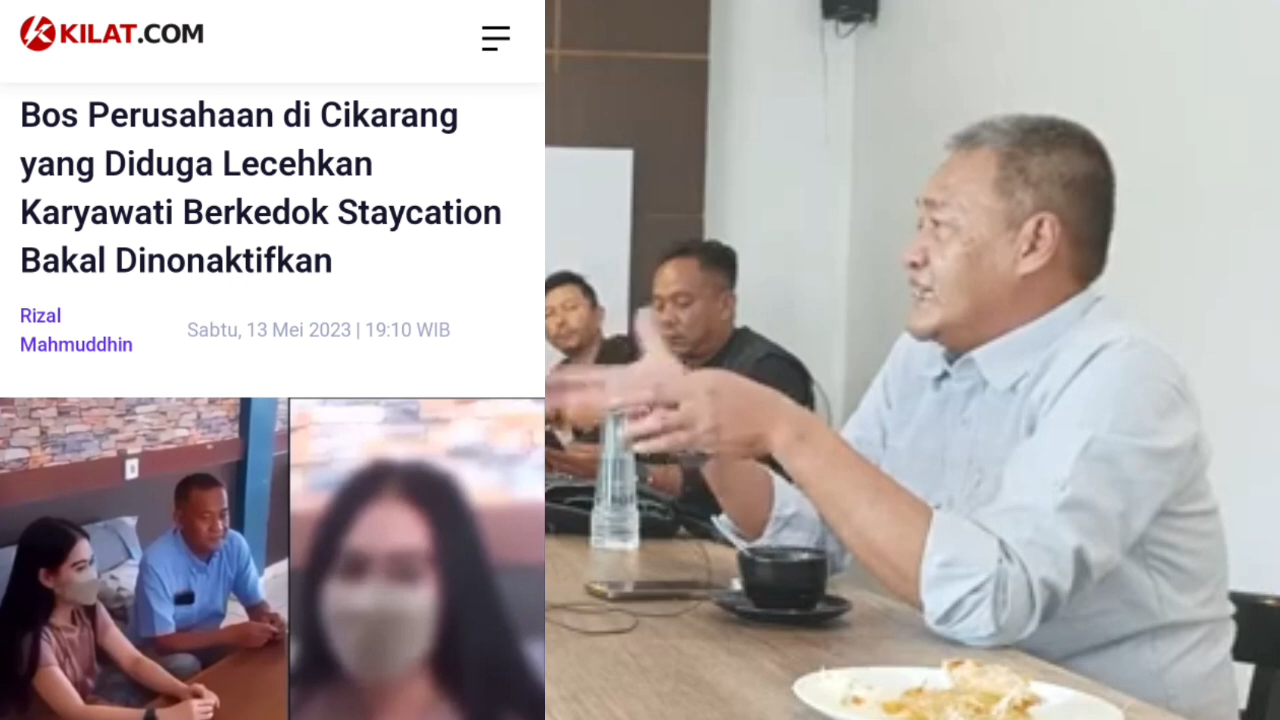 KILAT.COM
Bos Perusahaan di Cikarang
yang Diduga Lecehkan
Karyawati Berkedok Staycation
Bakal Dinonaktifkan
Rizal
Mahmuddhin
Sabtu, 13 Mei 2023 | 19:10 WIB